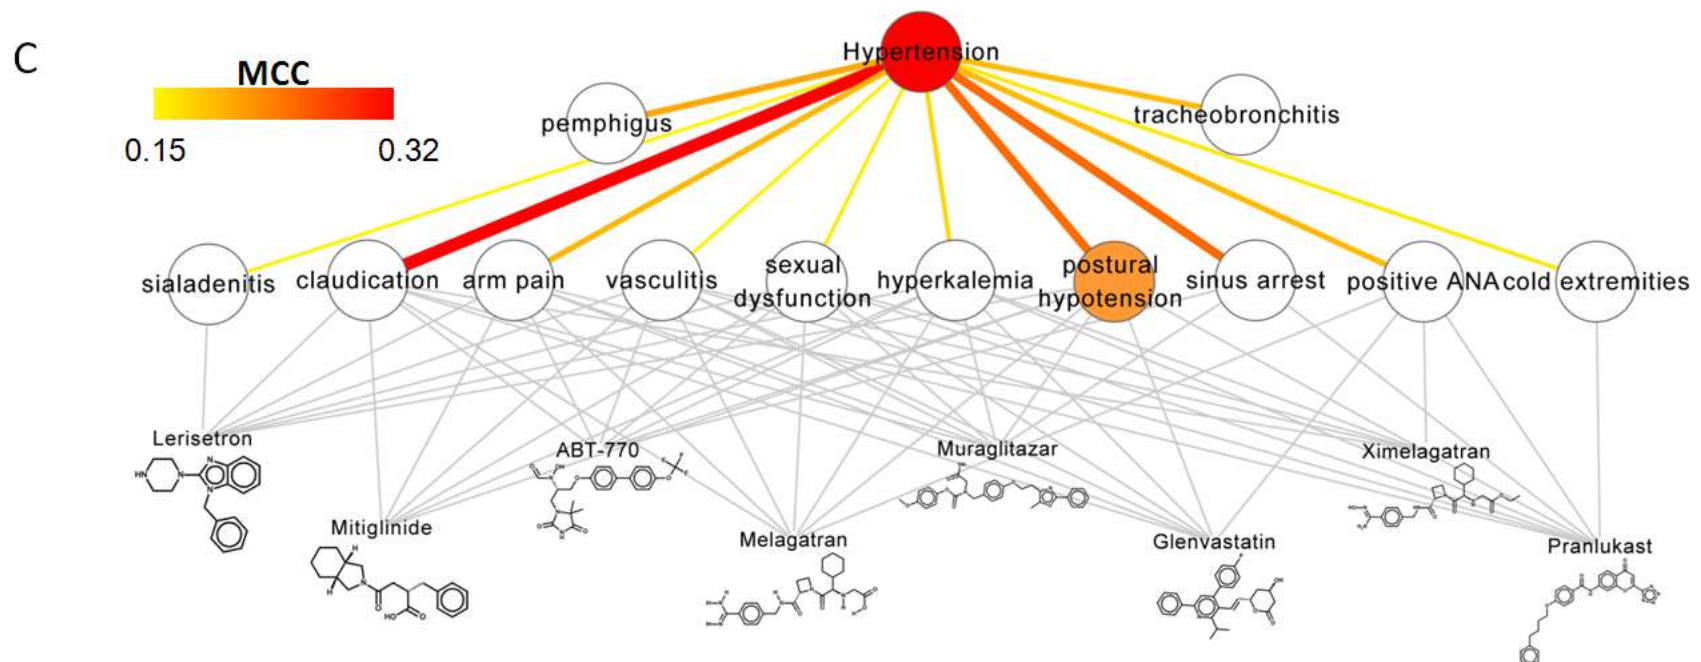 C
MCC
0.15 0.32
Hypertension
pemphigus
tracheobronchitis
sialadenitis
claudication
arm pain
vasculitis
sexual
dysfunction
hyperkalemia
postural
hypotension
sinus arrest
positive ANA
cold extremities
Lerisetron
ABT-770
Muraglitazar
Ximelagatran
Mitiglinide
Melagatran
Glenvastatin
Pranlukast